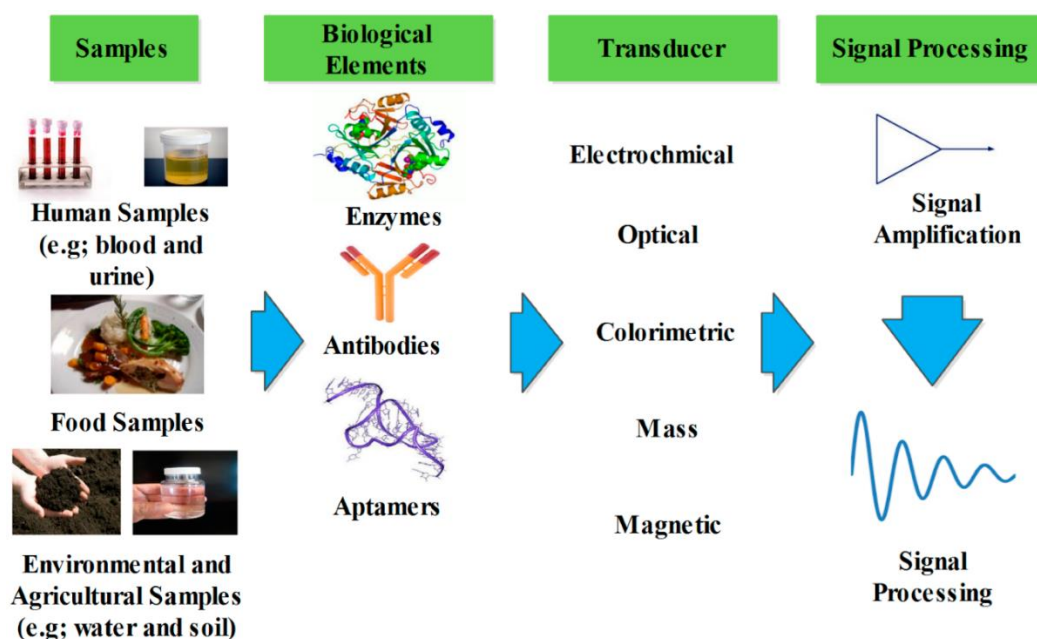 Samples
Biological
Elements
Transducer
Signal Processing
Human Samples
(e.g; blood and
urine)
Food Samples
Environmental and
Agricultural Samples
(e.g; water and soil)
Enzymes
Antibodies
Aptamers
Electrochmical
Optical
Colorimetric
Mass
Magnetic
Signal
Amplification
Signal
Processing